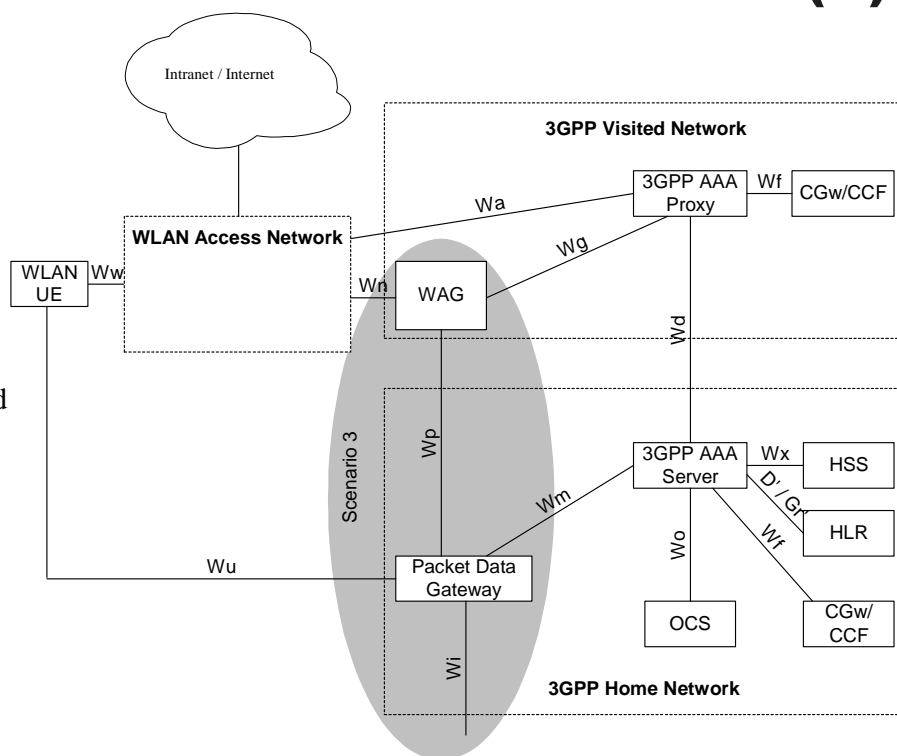 Intranet / Internet
3GPP Visited Network
3GPP AAA
Proxy
Wf
CGw/CCF
Wa
WLAN Access Network
Wg
WLAN
UE
Ww
Wn
WAG
Wd
d
Scenario 3
Wp
3GPP AAA
Server
Wx
HSS
D' / Gr'
HLR
Wm
Wo
Wf
Wu
Packet Data
Gateway
OCS
CGw/
CCF
Wi
3GPP Home Network